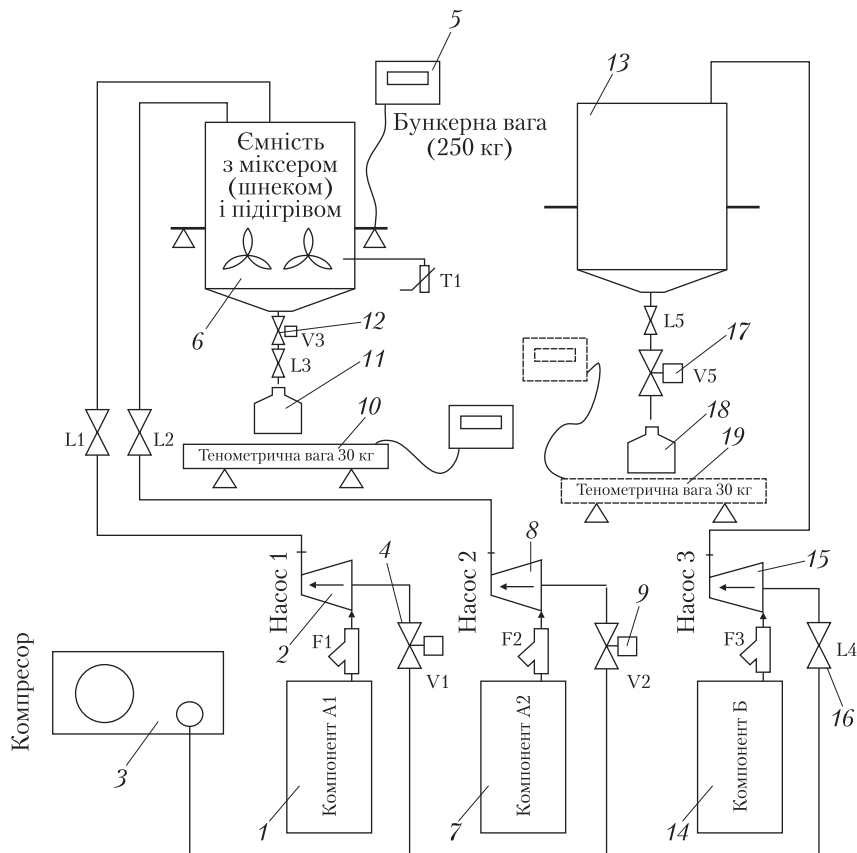 5
13
Ємність
з міксером
(шнеком)
і підігрівом
Бункерна вага
(250 кг)
T1
6
12
V3
L3
11
L5
17
V5
18
L1
L2
10
Тенометрична вага 30 кг
19
Тенометрична вага 30 кг
Насос 1
4
2
F1
V1
Насос 2
8
9
F2
V2
Насос 3
15
F3
L4
16
Компресор
3
Компонент А1
1
Компонент А2
7
Компонент Б
14